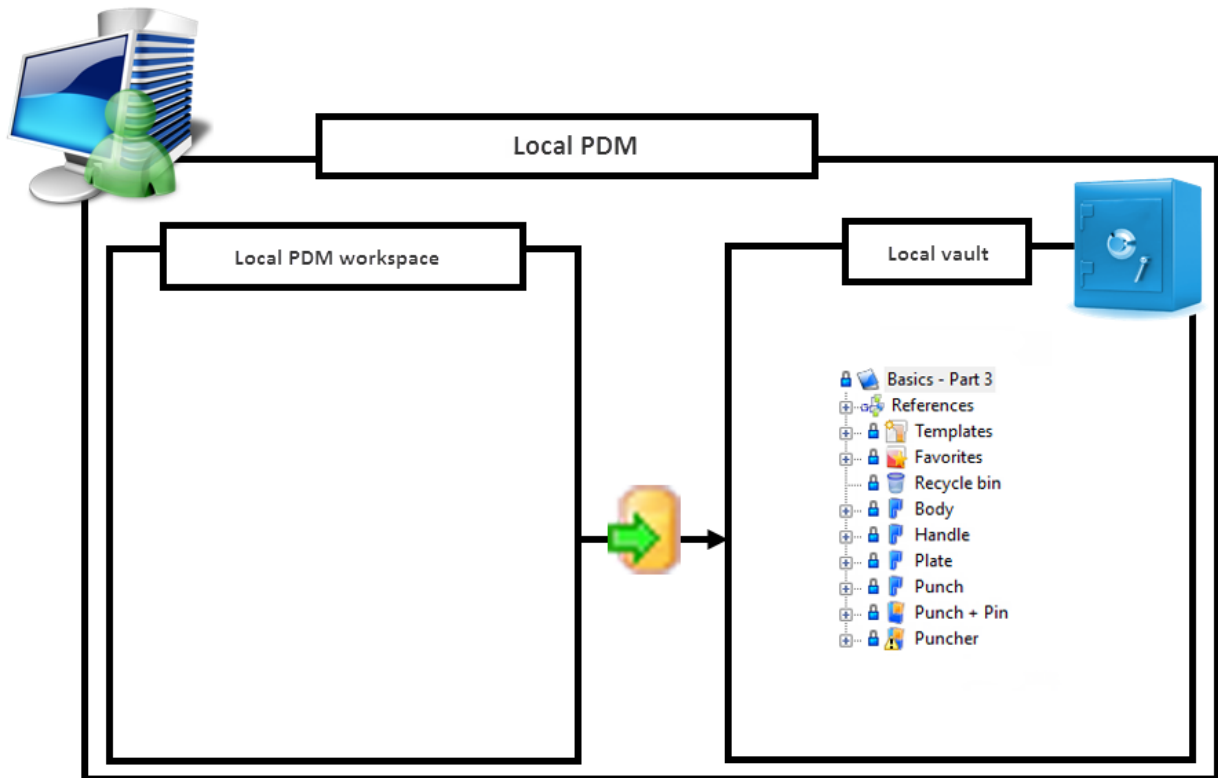 Local PDM
Local PDM workspace
Local vault
Basics - Part 3
References
Templates
Favorites
Recycle bin
Body
Handle
Plate
Punch
Punch + Pin
Puncher